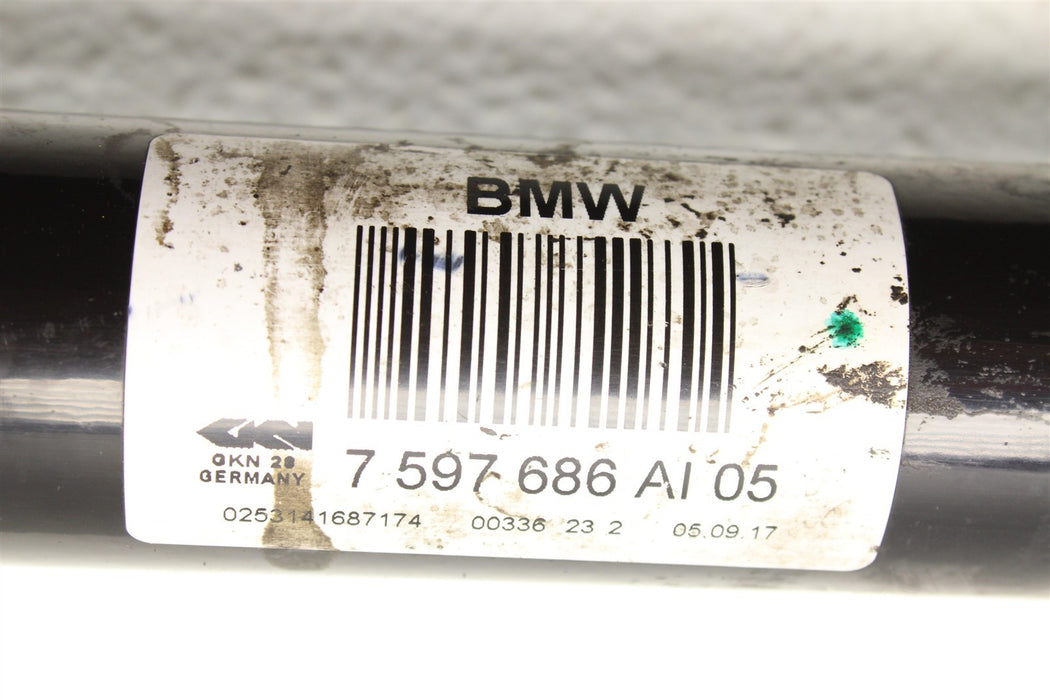 BMW
GKN 28
GERMANY
7 597 686 AI 05
0253141687174 00336 23 2 05.09.17